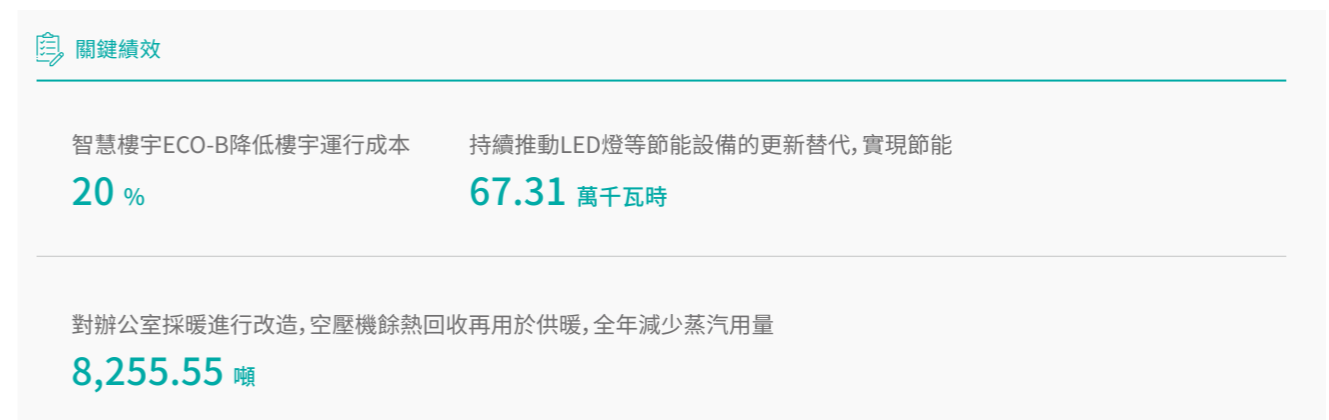 關鍵績效
智慧樓宇ECO-B降低樓宇運行成本
20 %
持續推動LED燈等節能設備的更新替代,實現節能
67.31 萬千瓦時
對辦公室採暖進行改造,空壓機餘熱回收再用於供暖,全年減少蒸汽用量
8,255.55 噸